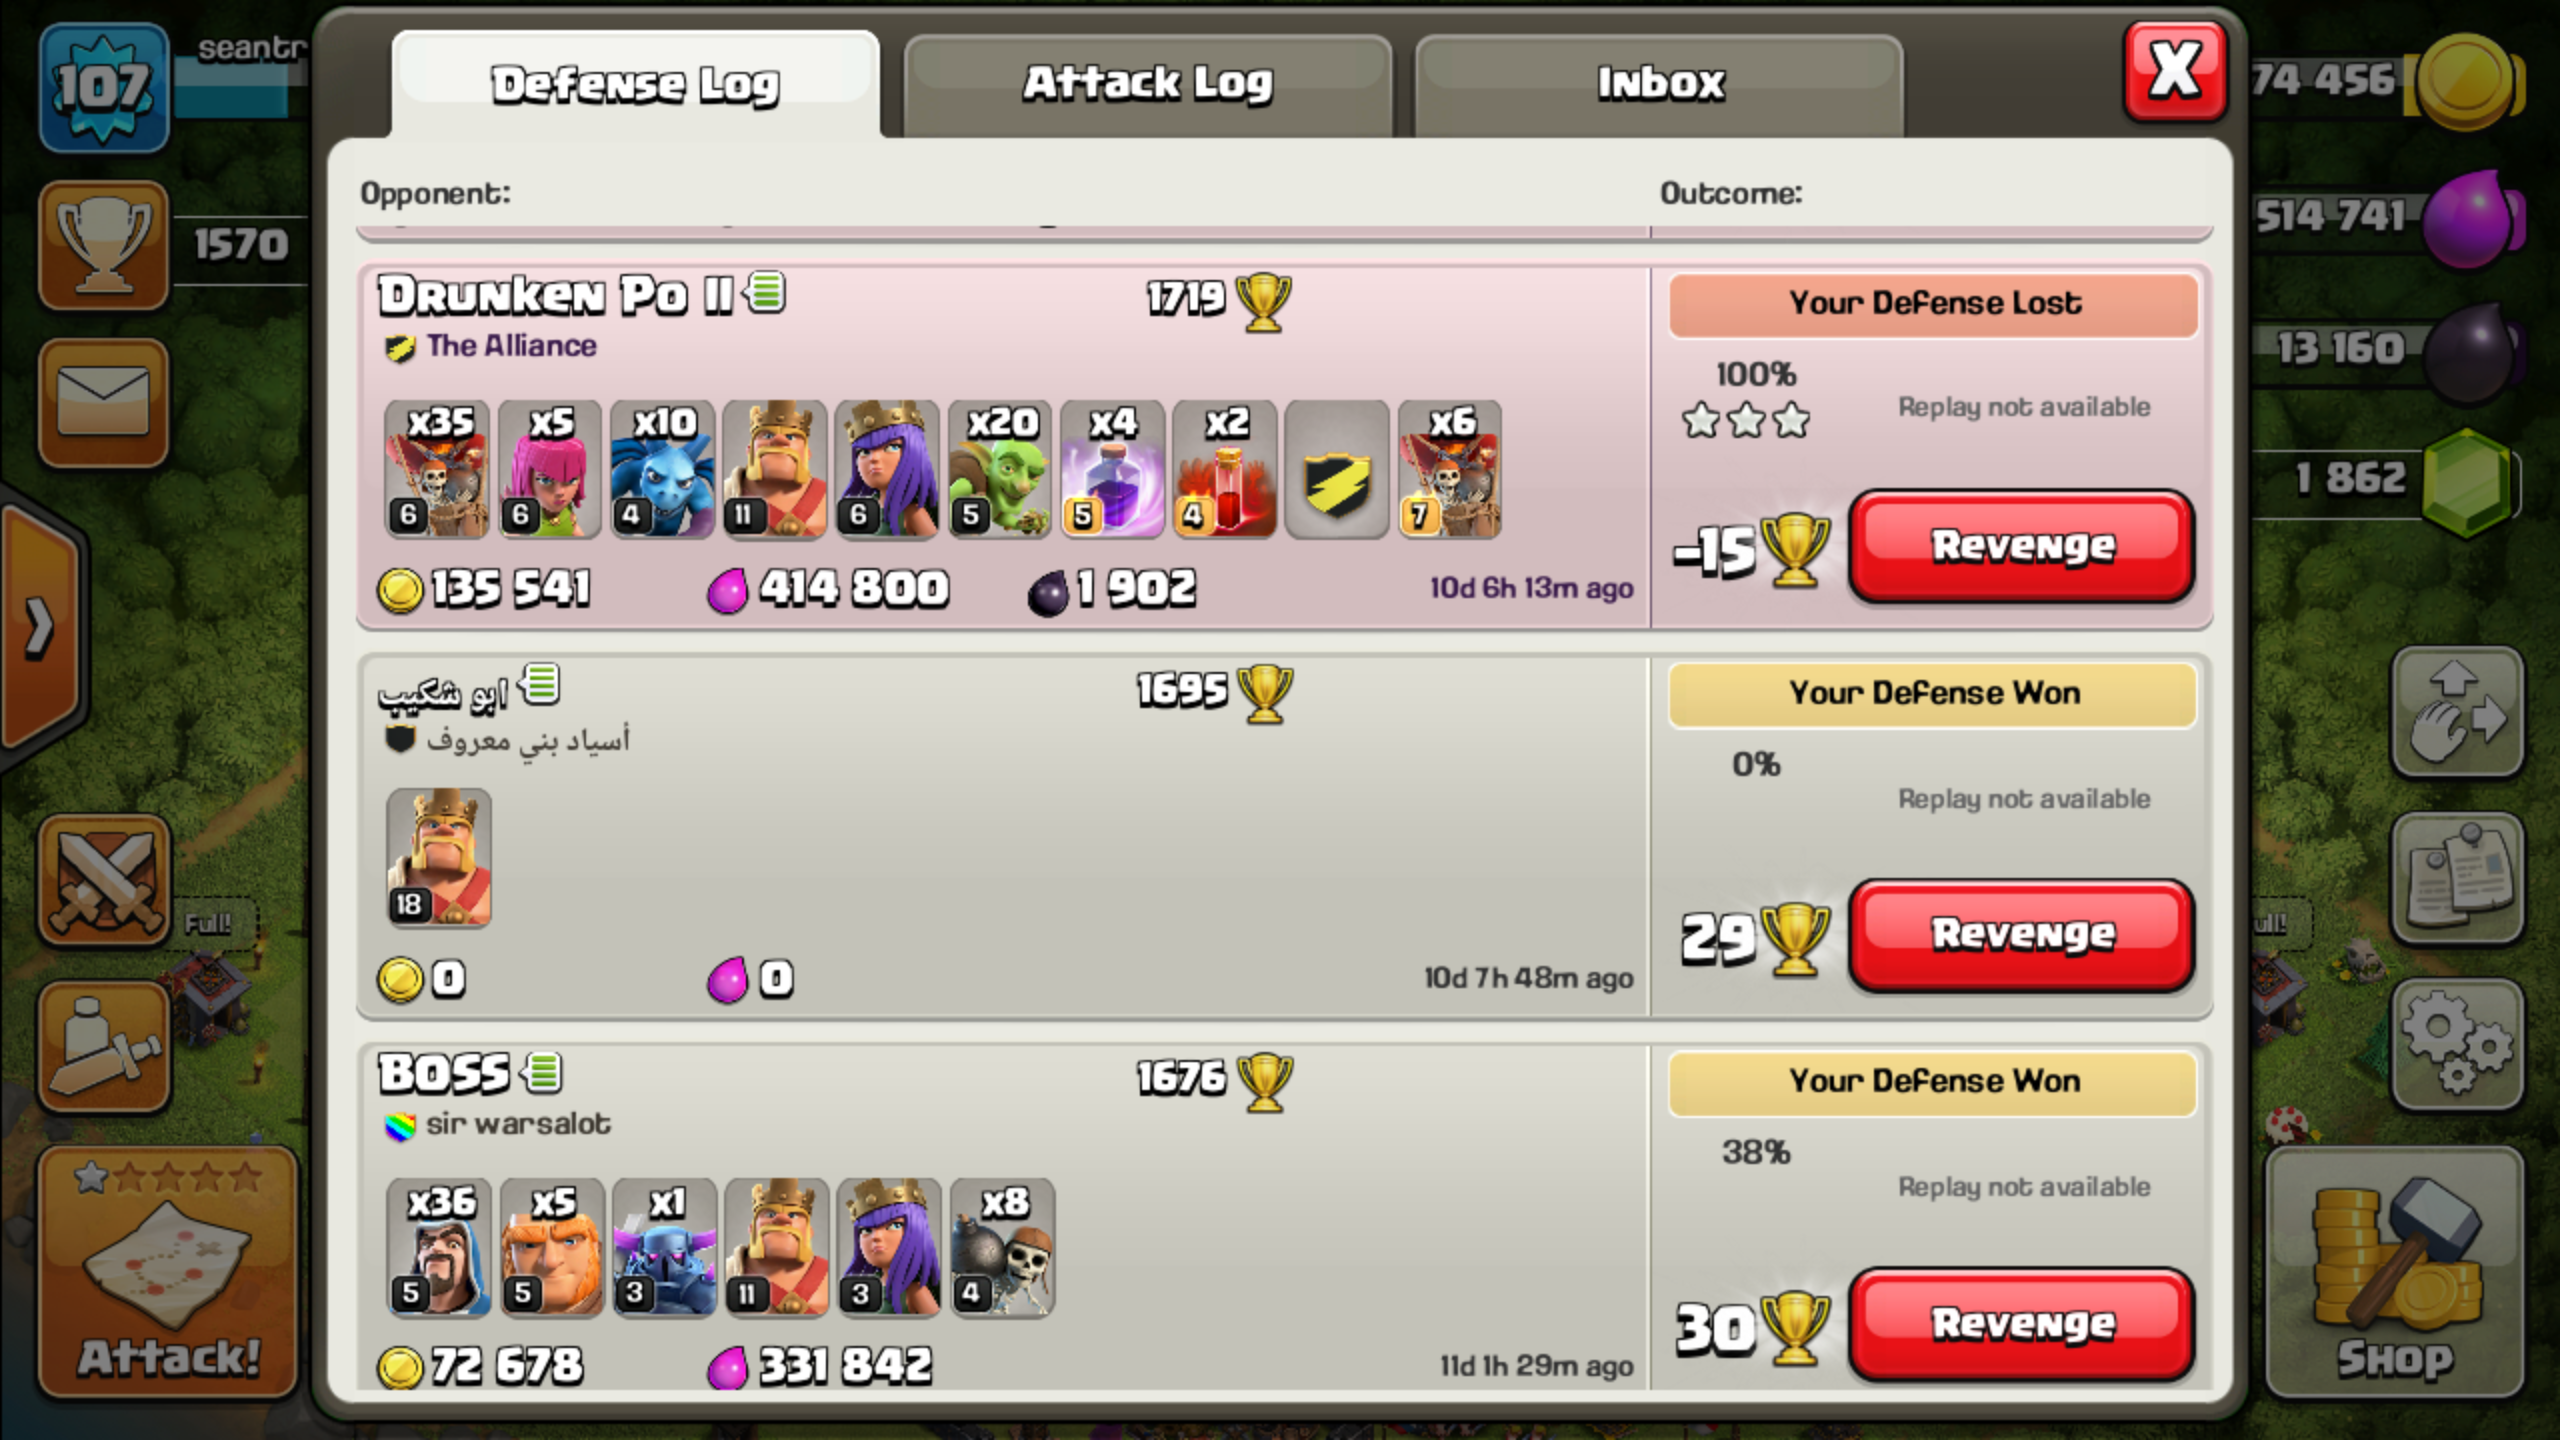 107
seantr
Defense Log
Attack Log
Inbox
X
74 456
1570
Opponent:
Outcome:
514 741
13 160
1 862
Drunken Po II
1719
Your Defense Lost
The Alliance
100%
Replay not available
x35 x5 x10 x20 x4 x2 x6
6 6 4 11 6 5 5 4 7
-15
Revenge
135 541
414 800
1 902
10d 6h 13m ago
ابو شكيب
1695
Your Defense Won
أسياد بني معروف
0%
Replay not available
18
29
Revenge
0
0
10d 7h 48m ago
Full!
BOSS
1676
Your Defense Won
sir warsalot
38%
Replay not available
x36 x5 x1 x8
5 5 3 11 3 4
30
Revenge
72 678
331 842
11d 1h 29m ago
Attack!
Shop